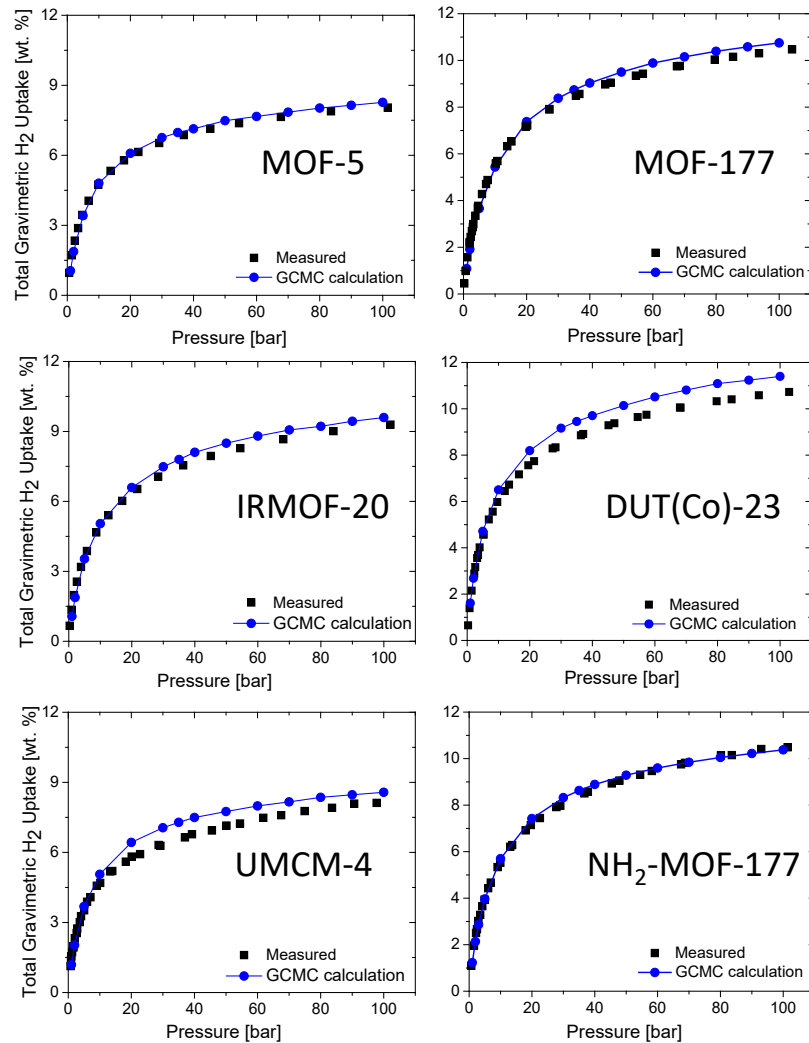 Total Gravimetric H₂ Uptake [wt. %]
12
9
6
3
0
MOF-5
Measured
GCMC calculation
0 20 40 60 80 100
Pressure [bar]
12
10
8
6
4
2
0
MOF-177
Measured
GCMC calculation
0 20 40 60 80 100
Pressure [bar]
Total Gravimetric H₂ Uptake [wt. %]
12
9
6
3
0
IRMOF-20
Measured
GCMC calculation
0 20 40 60 80 100
Pressure [bar]
12
11
10
8
6
4
2
0
DUT(Co)-23
Measured
GCMC calculation
0 20 40 60 80 100
Pressure [bar]
Total Gravimetric H₂ Uptake [wt. %]
12
9
6
3
0
UMCM-4
Measured
GCMC calculation
0 20 40 60 80 100
Pressure [bar]
12
10
8
6
4
2
0
NH₂-MOF-177
Measured
GCMC calculation
0 20 40 60 80 100
Pressure [bar]